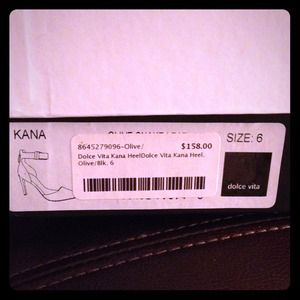 KANA
8645279096-Olive/ $158.00
Dolce Vita Kana HeelDolce Vita Kana Heel.
Olive/Blk. 6
SIZE: 6
dolce vita